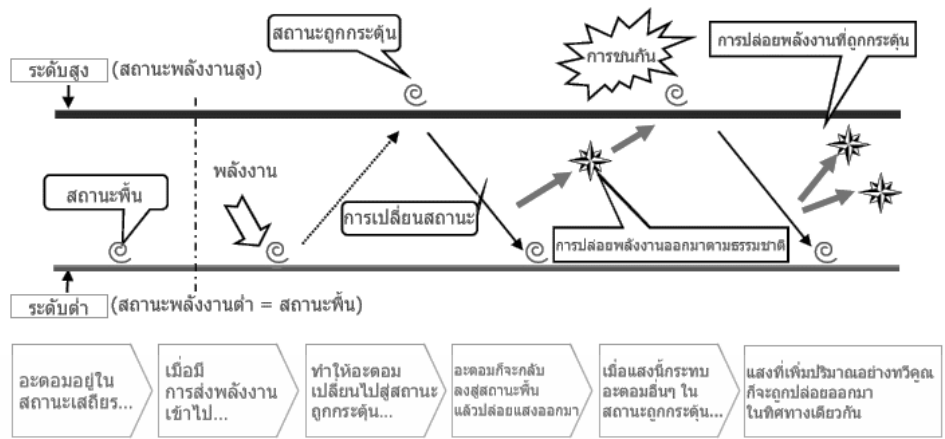 สถานะถูกกระตุ้น
การชนกัน
การปล่อยพลังงานที่ถูกกระตุ้น
ระดับสูง (สถานะพลังงานสูง)
พลังงาน
สถานะพื้น
การเปลี่ยนสถานะ
การปล่อยพลังงานออกมาตามธรรมชาติ
ระดับต่ำ (สถานะพลังงานต่ำ = สถานะพื้น)
อะตอมอยู่ใน
สถานะเสถียร...
เมื่อมี
การส่งพลังงาน
เข้าไป...
ทำให้อะตอม
เปลี่ยนไปสู่สถานะ
ถูกกระตุ้น...
อะตอมก็จะกลับ
ลงสู่สถานะพื้น
แล้วปล่อยแสงออกมา
เมื่อแสงนี้กระทบ
อะตอมอื่นๆ ใน
สถานะถูกกระตุ้น...
แสงที่เพิ่มปริมาณอย่างทวีคูณ
ก็จะถูกปล่อยออกมา
ในทิศทางเดียวกัน